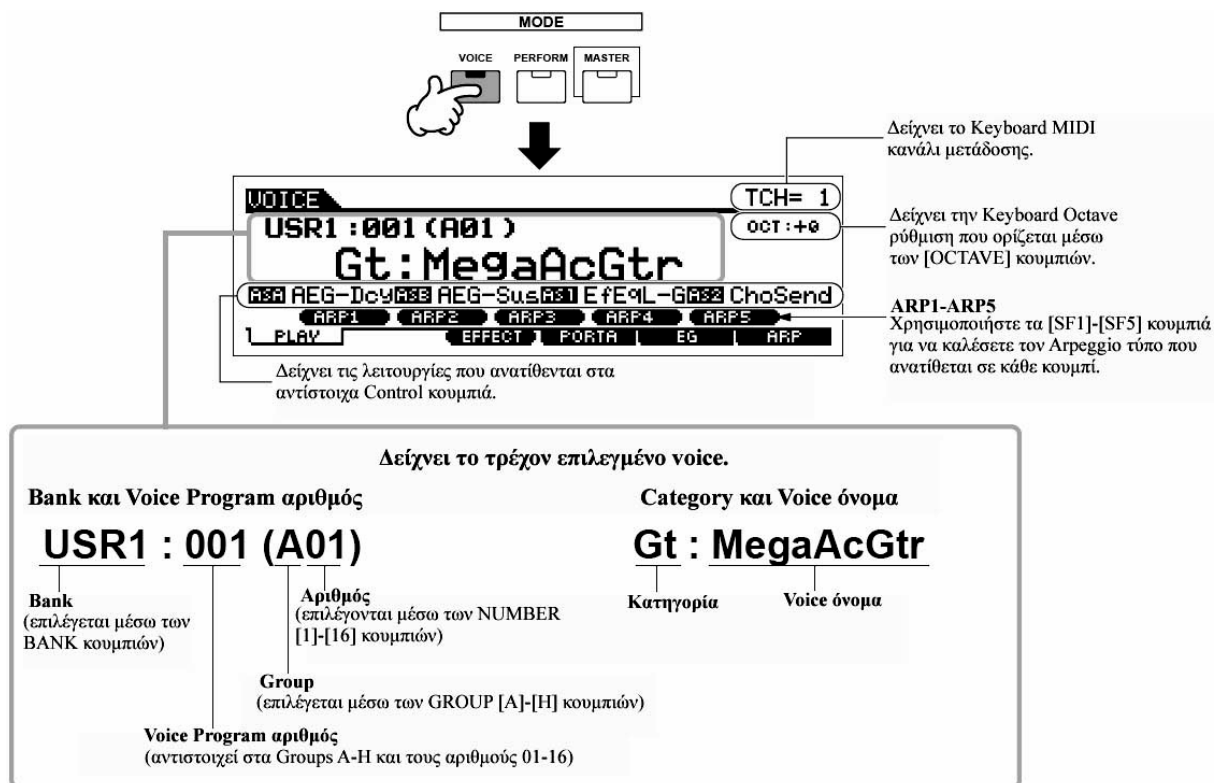 MODE
VOICE PERFORM MASTER
Δείχνει το Keyboard MIDI
κανάλι μετάδοσης.
VOICE TCH= 1
USR1:001(A01) OCT:+0
Gt:MegaAcGtr
Δείχνει την Keyboard Octave
ρύθμιση που ορίζεται μέσω
των [OCTAVE] κουμπιών.
ASA AEG-Dcy ASB AEG-Sus AS1 EfEqL-G AS2 ChoSend
ARP1 ARP2 ARP3 ARP4 ARP5
PLAY EFFECT PORTA EG ARP
ARP1-ARP5
Χρησιμοποιήστε τα [SF1]-[SF5] κουμπιά
για να καλέσετε τον Arpeggio τύπο που
ανατίθεται σε κάθε κουμπί.
Δείχνει τις λειτουργίες που ανατίθενται στα
αντίστοιχα Control κουμπιά.
Δείχνει το τρέχον επιλεγμένο voice.
Bank και Voice Program αριθμός
USR1 : 001 (A01)
Bank
(επιλέγεται μέσω των
BANK κουμπιών)
Αριθμός
(επιλέγονται μέσω των NUMBER
[1]-[16] κουμπιών)
Group
(επιλέγεται μέσω των GROUP [A]-[H] κουμπιών)
Voice Program αριθμός
(αντιστοιχεί στα Groups A-H και τους αριθμούς 01-16)
Category και Voice όνομα
Gt : MegaAcGtr
Κατηγορία Voice όνομα